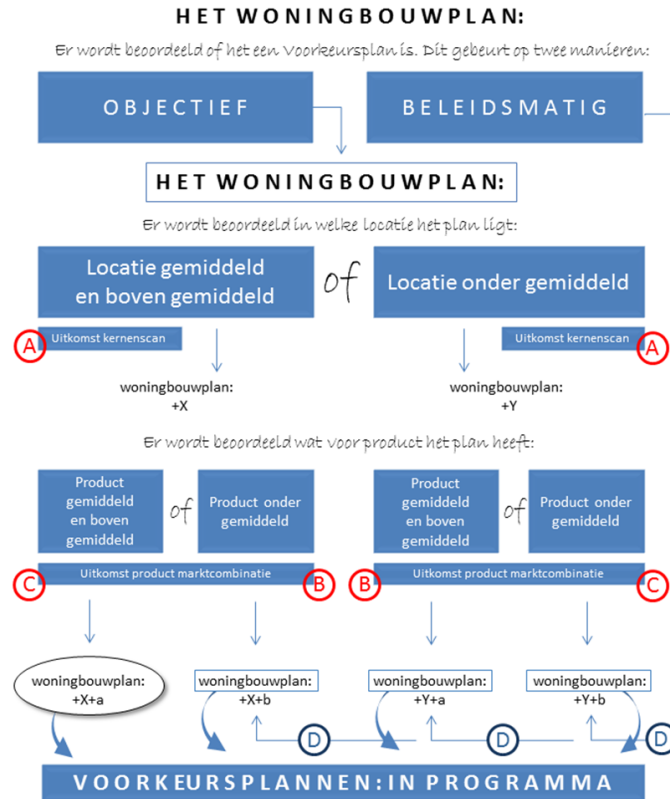 HET WONINGBOUWPLAN:
Er wordt beoordeeld of het een Voorkeursplan is. Dit gebeurt op twee manieren:
OBJECTIEF
BELEIDSMATIG
HET WONINGBOUWPLAN:
Er wordt beoordeeld in welke locatie het plan ligt:
Locatie gemiddeld
en boven gemiddeld
of
Locatie onder gemiddeld
A
Uitkomst kernenscan
Uitkomst kernenscan
A
woningbouwplan:
+X
woningbouwplan:
+Y
Er wordt beoordeeld wat voor product het plan heeft:
Product
gemiddeld
en boven
gemiddeld
of
Product onder
gemiddeld
Product
gemiddeld
en boven
gemiddeld
of
Product onder
gemiddeld
C
Uitkomst product marktcombinatie
B
B
Uitkomst product marktcombinatie
C
woningbouwplan:
+X+a
woningbouwplan:
+X+b
woningbouwplan:
+Y+a
woningbouwplan:
+Y+b
D
D
D
VOORKEURSPLANNEN: IN PROGRAMMA